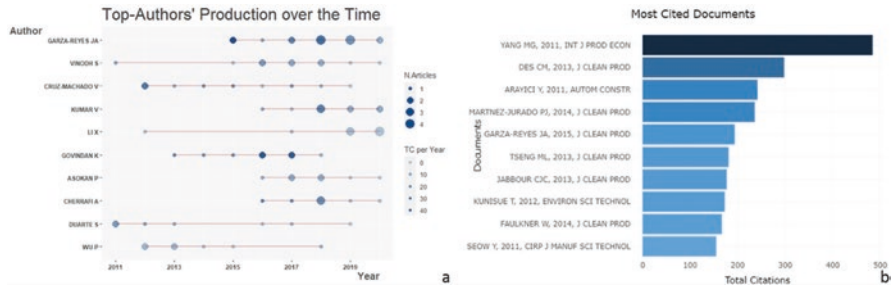 Top-Authors' Production over the Time
Author
GARZA-REYES JA
VINODH S
CRUZ-MACHADO V
KUMAR V
LI X
GOVINDAN K
ASOKAN P
CHERRAFI A
DUARTE S
WU P
2011
2013
2015
2017
2019
Year
N.Articles
1
2
3
4
TC per Year
0
10
20
30
40
a
Most Cited Documents
Documents
YANG MG, 2011, INT J PROD ECON
DES CM, 2013, J CLEAN PROD
ARAYICI Y, 2011, AUTOM CONSTR
MARTNEZ-JURADO PJ, 2014, J CLEAN PROD
GARZA-REYES JA, 2015, J CLEAN PROD
TSENG ML, 2013, J CLEAN PROD
JABBOUR CJC, 2013, J CLEAN PROD
KUNISUE T, 2012, ENVIRON SCI TECHNOL
FAULKNER W, 2014, J CLEAN PROD
SEOW Y, 2011, CIRP J MANUF SCI TECHNOL
0
100
200
300
400
500
Total Citations
b